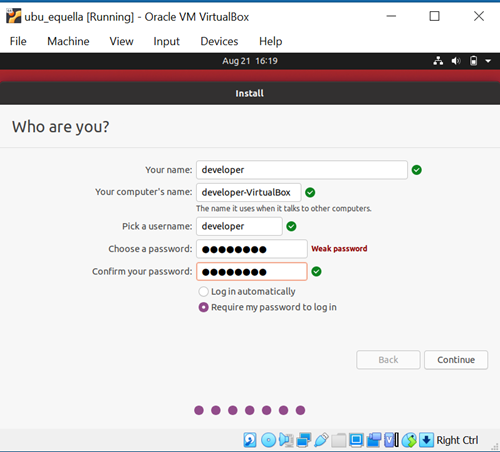 ubu_equella [Running] - Oracle VM VirtualBox
File Machine View Input Devices Help
Aug 21 16:19
Install
Who are you?
Your name: developer
Your computer's name: developer-VirtualBox
The name it uses when it talks to other computers.
Pick a username: developer
Choose a password: ●●●●●●●● Weak password
Confirm your password: ●●●●●●●●
Log in automatically
Require my password to log in
Back Continue
Right Ctrl